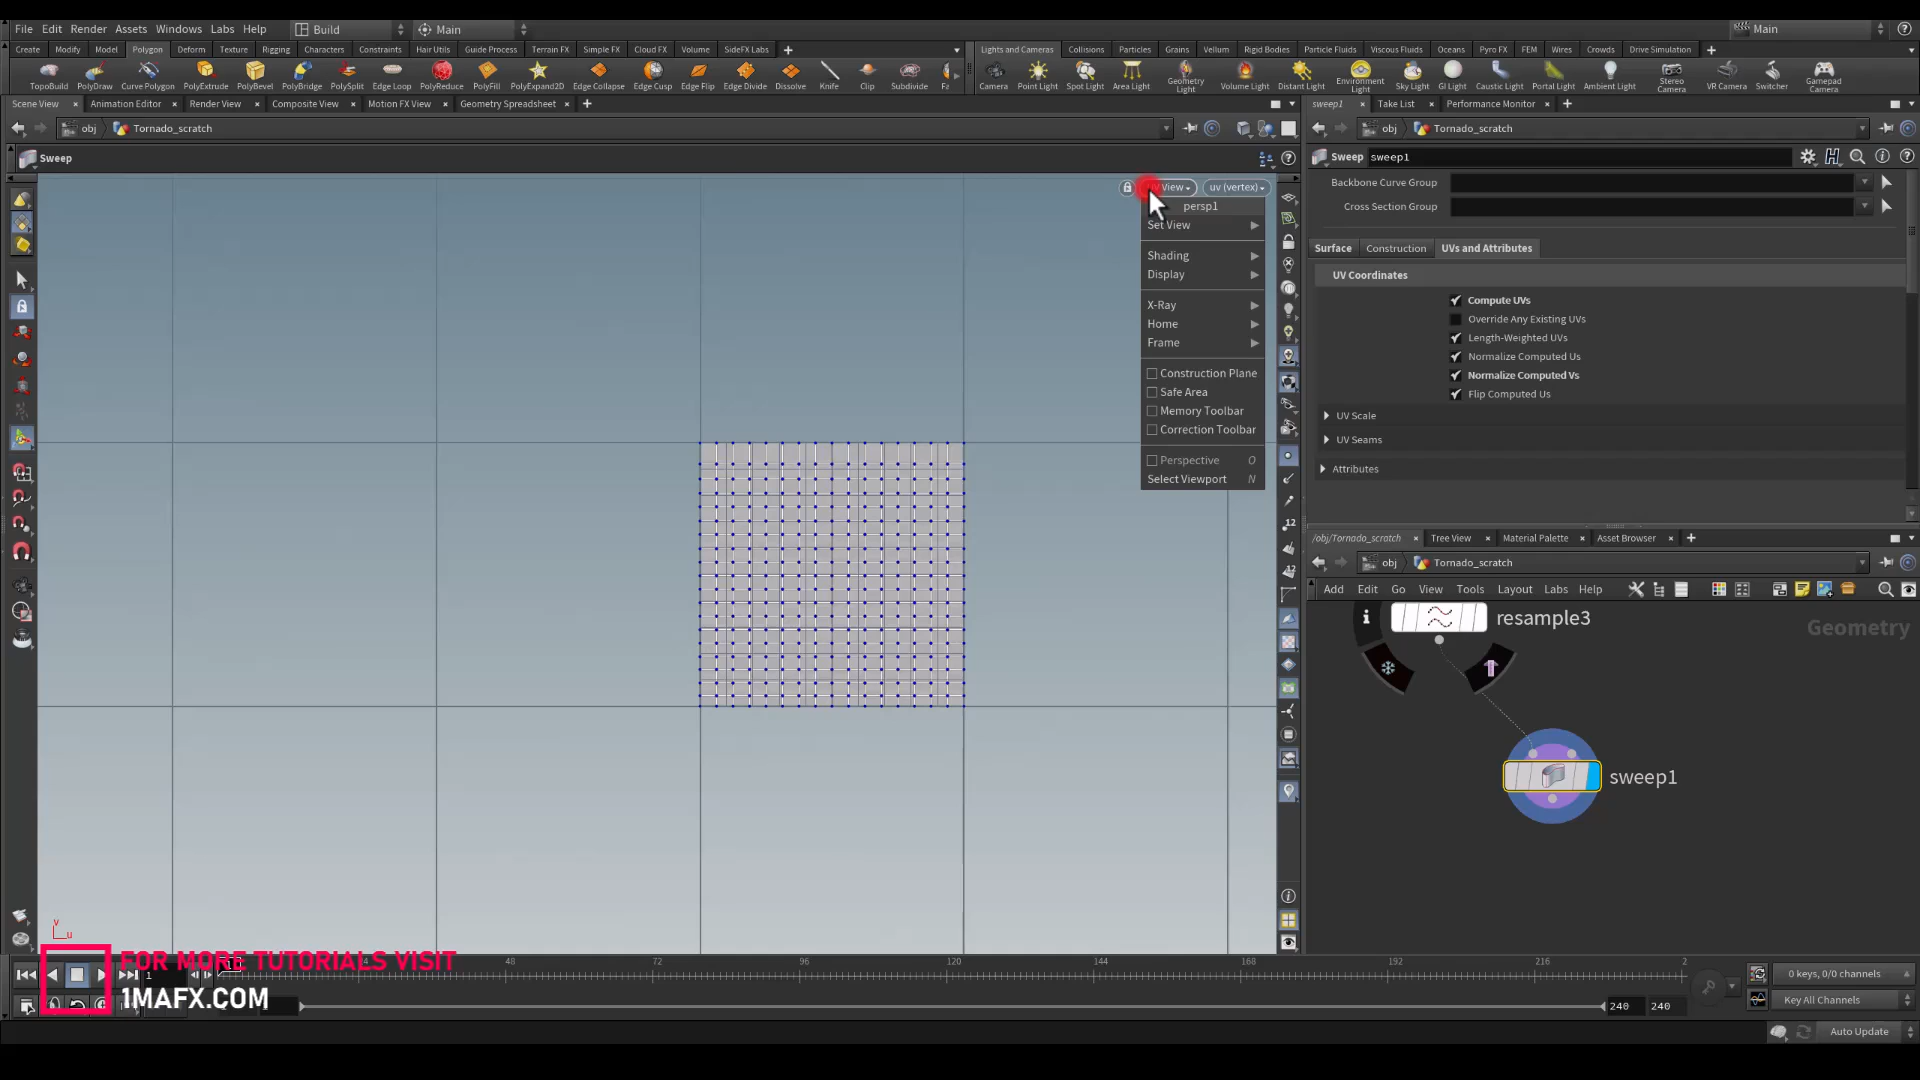 File Edit Render Assets Windows Labs Help Build Main Main
Create Modify Model Polygon Deform Texture Rigging Characters Constraints Hair Utils Guide Process Terrain FX Simple FX Cloud FX Volume SideFX Labs Lights and Cameras Collisions Particles Grains Vellum Rigid Bodies Particle Fluids Viscous Fluids Oceans Pyro FX FEM Wires Crowds Drive Simulation
TopoBuild PolyDraw Curve Polygon PolyExtrude PolyBevel PolySplit Edge Loop PolyReduce PolyFill PolyBridge PolyExpand2D Edge Collapse Edge Cusp Edge Flip Edge Divide Dissolve Knife Clip Subdivide Fa
Camera Point Light Spot Light Area Light Geometry Light Volume Light Distant Light Environment Light Sky Light GI Light Caustic Light Portal Light Ambient Light Stereo Camera VR Camera Switcher Gamepad Camera
Scene View Animation Editor Render View Composite View Motion FX View Geometry Spreadsheet sweep1 Take List Performance Monitor
obj Tornado_scratch obj Tornado_scratch
Sweep Sweep sweep1
View uv (vertex)
persp1
Set View
Shading
Display
X-Ray
Home
Frame
Construction Plane
Safe Area
Memory Toolbar
Correction Toolbar
Perspective O
Select Viewport N
Backbone Curve Group
Cross Section Group
Surface Construction UVs and Attributes
UV Coordinates
Compute UVs
Override Any Existing UVs
Length-Weighted UVs
Normalize Computed Us
Normalize Computed Vs
Flip Computed Us
UV Scale
UV Seams
Attributes
/obj/Tornado_scratch Tree View Material Palette Asset Browser
obj Tornado_scratch
Add Edit Go View Tools Layout Labs Help
resample3
Geometry
sweep1
12
12
v
u
FOR MORE TUTORIALS VISIT
1MAFX.COM
1
48 72 96 120 144 168 192 216 2
240 240
0 keys, 0/0 channels
Key All Channels
Auto Update